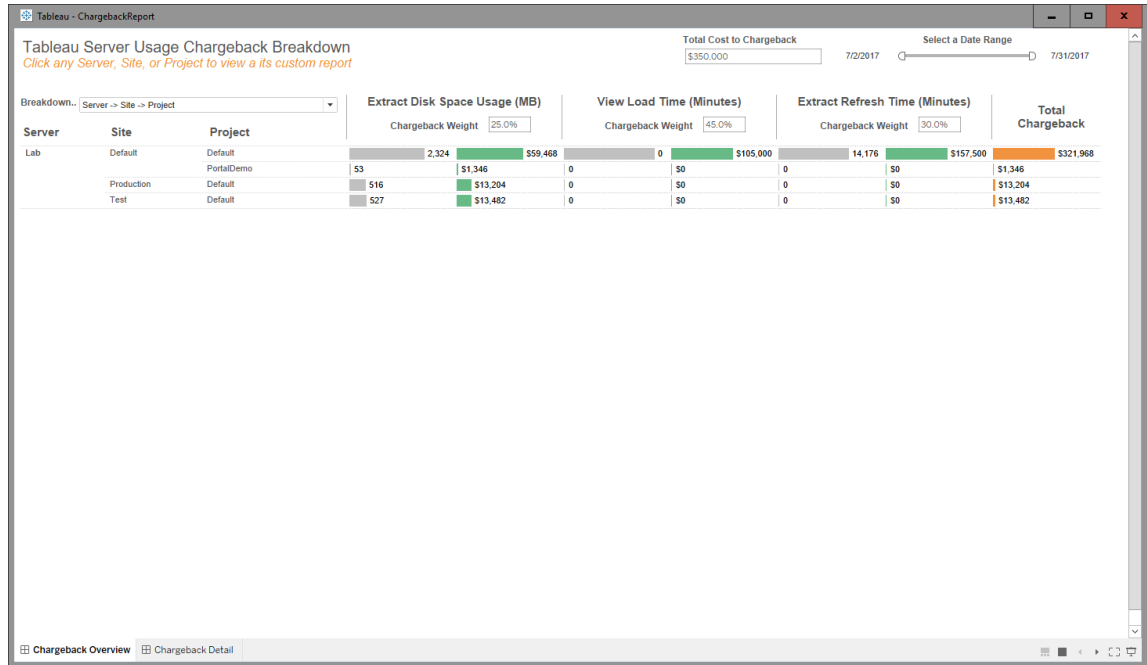 Tableau - ChargebackReport
Tableau Server Usage Chargeback Breakdown
Click any Server, Site, or Project to view a its custom report
Total Cost to Chargeback
$350,000
Select a Date Range
7/2/2017 7/31/2017
Breakdown.. Server -> Site -> Project
Extract Disk Space Usage (MB) View Load Time (Minutes) Extract Refresh Time (Minutes) Total Chargeback
Chargeback Weight 25.0% Chargeback Weight 45.0% Chargeback Weight 30.0%
Server Site Project
Lab Default Default 2,324 $59,468 0 $105,000 14,176 $157,500 $321,968
PortalDemo 53 $1,346 0 $0 0 $0 $1,346
Production Default 516 $13,204 0 $0 0 $0 $13,204
Test Default 527 $13,482 0 $0 0 $0 $13,482
Chargeback Overview Chargeback Detail